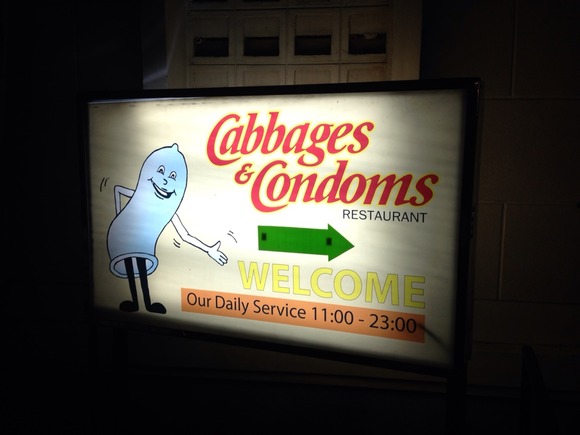 Cabbages
& Condoms
RESTAURANT
WELCOME
Our Daily Service 11:00 - 23:00